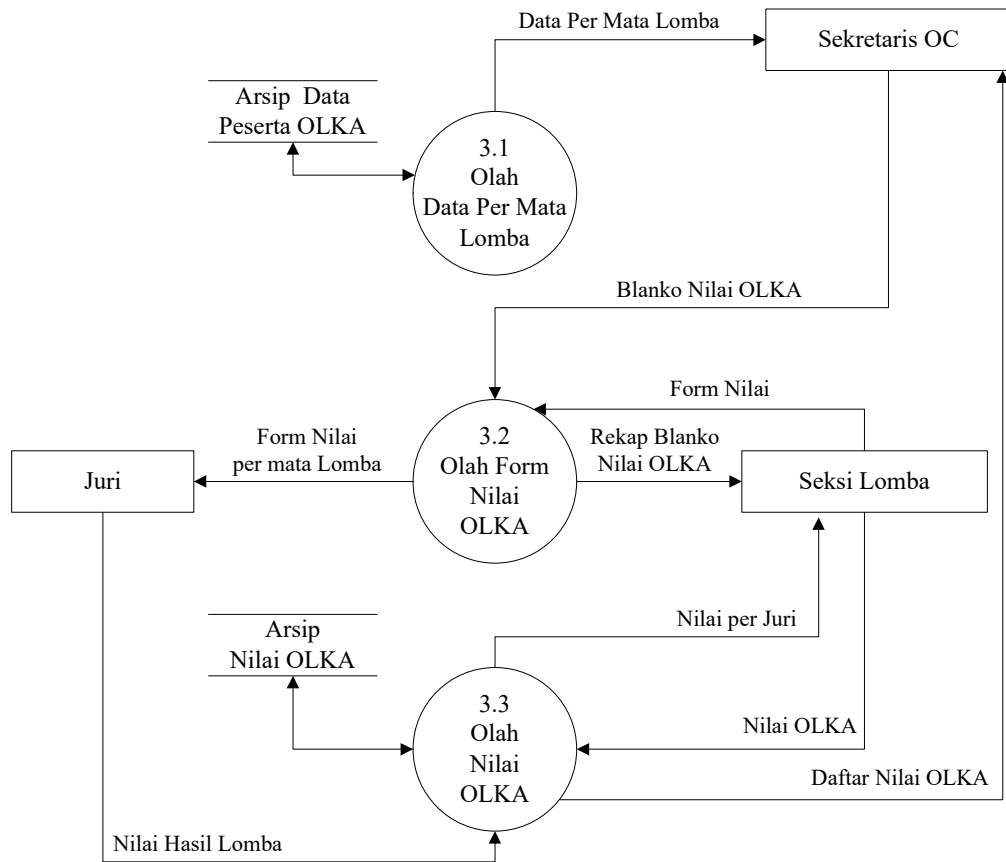 Data Per Mata Lomba
Sekretaris OC
Arsip Data
Peserta OLKA
3.1
Olah
Data Per Mata
Lomba
Blanko Nilai OLKA
Form Nilai
Form Nilai
per mata Lomba
3.2
Olah Form
Nilai
OLKA
Rekap Blanko
Nilai OLKA
Juri
Seksi Lomba
Arsip
Nilai OLKA
Nilai per Juri
3.3
Olah
Nilai
OLKA
Nilai OLKA
Daftar Nilai OLKA
Nilai Hasil Lomba